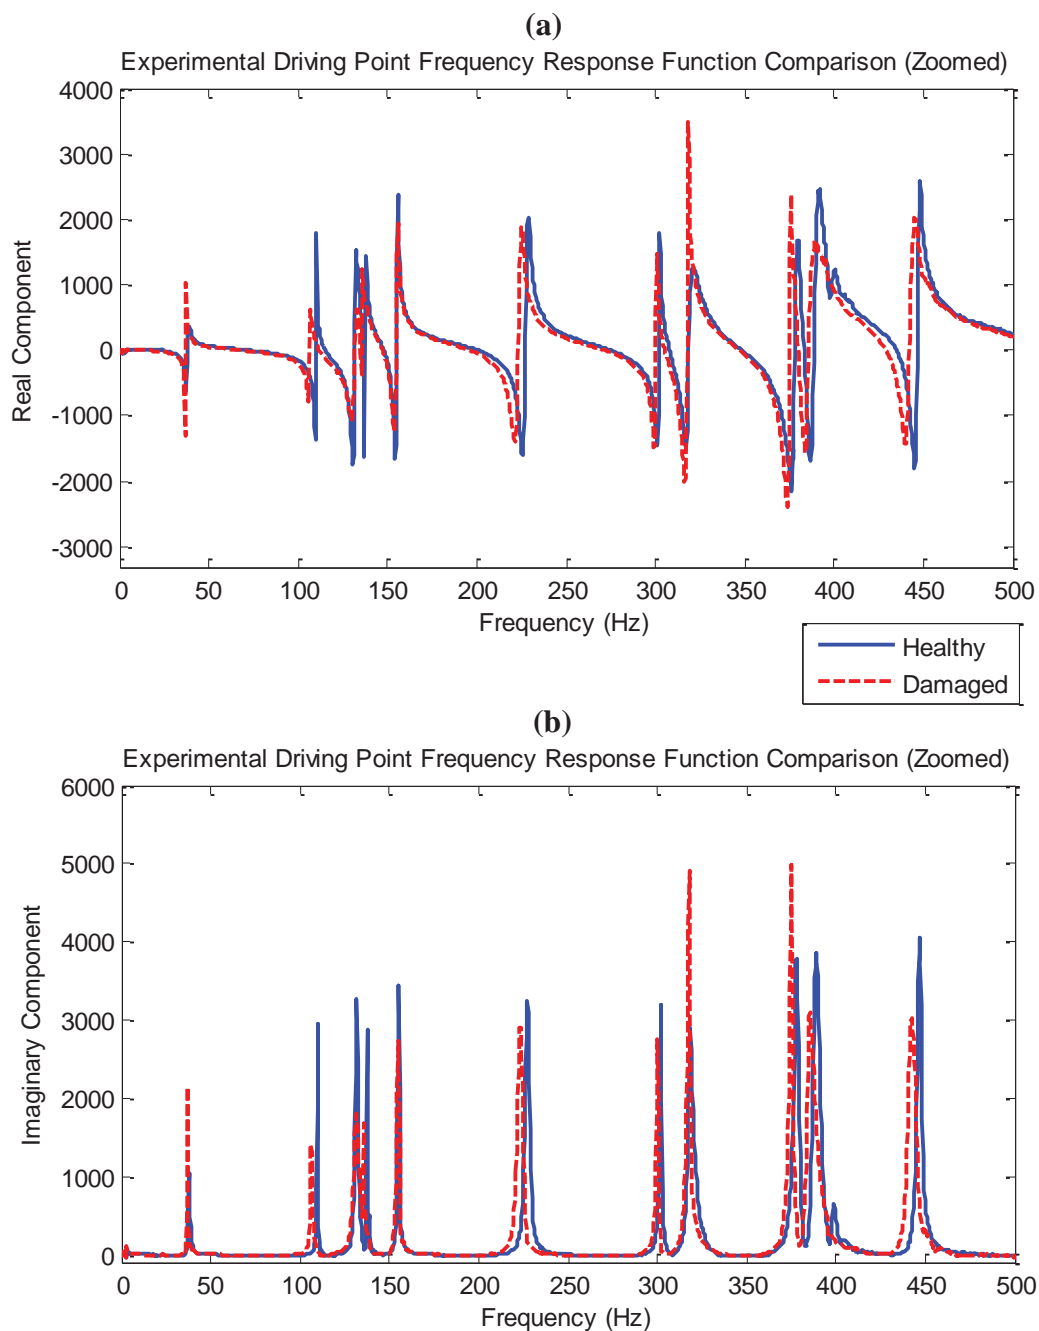 (a)
Experimental Driving Point Frequency Response Function Comparison (Zoomed)
4000
3000
2000
1000
0
-1000
-2000
-3000
Real Component
0 50 100 150 200 250 300 350 400 450 500
Frequency (Hz)
Healthy
Damaged
(b)
Experimental Driving Point Frequency Response Function Comparison (Zoomed)
6000
5000
4000
3000
2000
1000
0
Imaginary Component
0 50 100 150 200 250 300 350 400 450 500
Frequency (Hz)